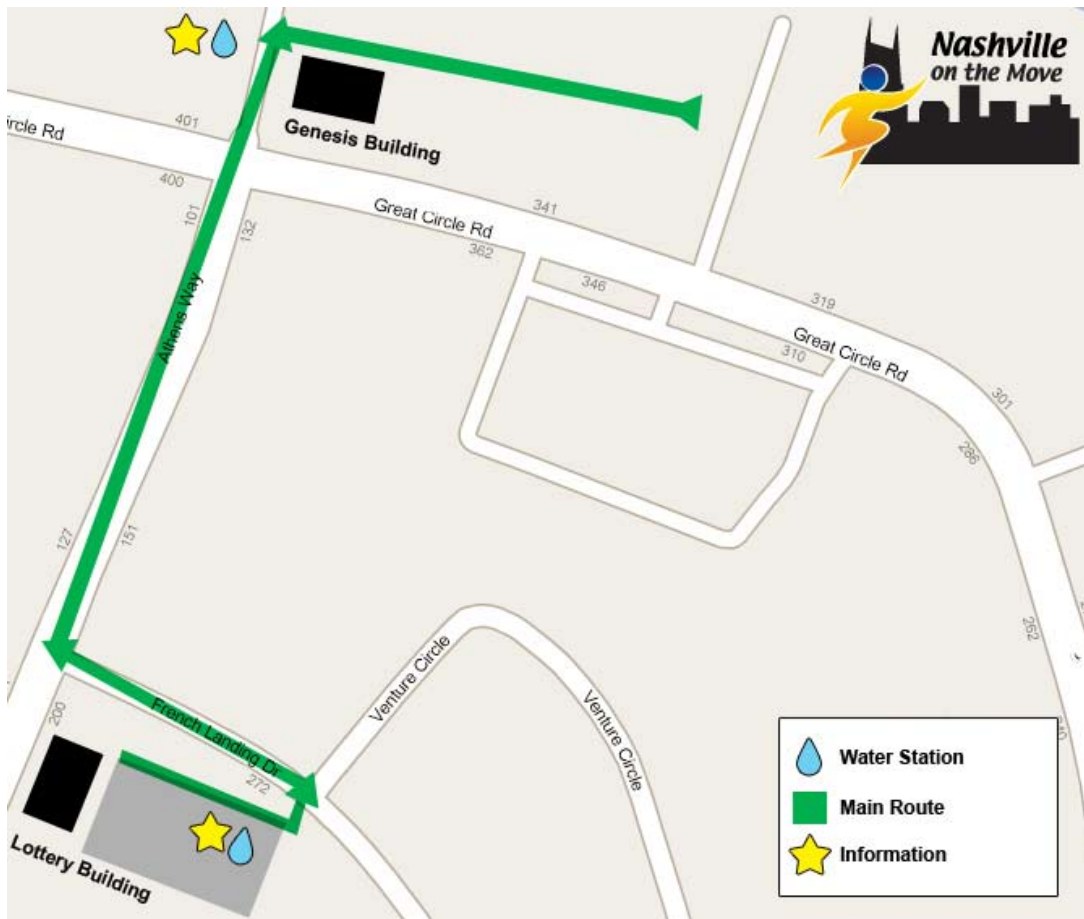 Nashville
on the Move
401
ircle Rd
400
Genesis Building
101
132
Great Circle Rd
341
362
346
319
310
Great Circle Rd
301
286
Athens Way
127
151
262
Venture Circle
Venture Circle
200
French Landing Dr
272
Lottery Building
Water Station
Main Route
Information